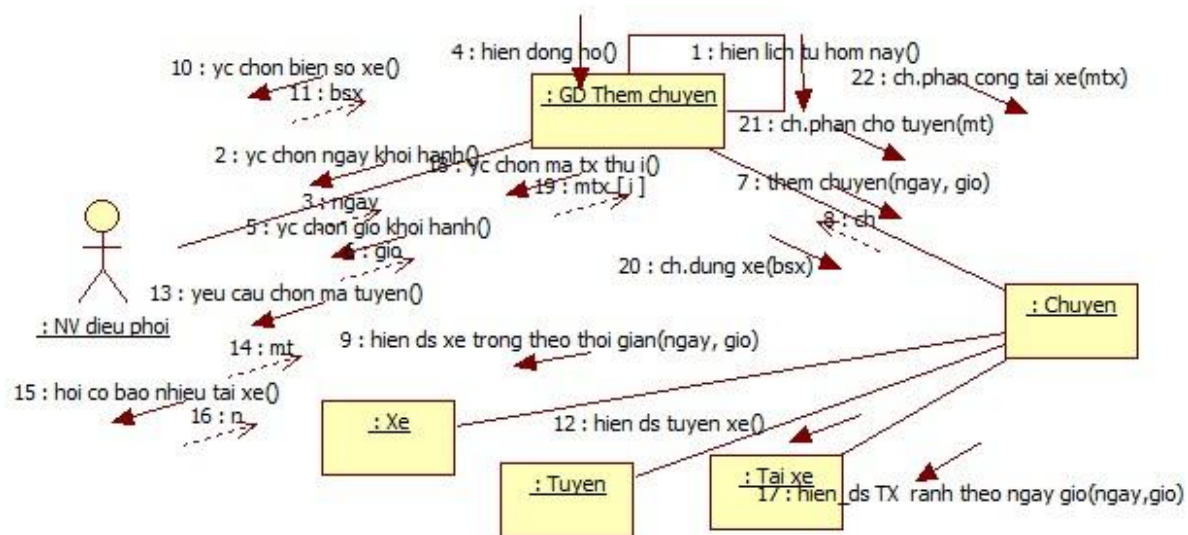 4 : hien dong ho()
1 : hien lich tu hom nay()
10 : yc chon bien so xe()
22 : ch.phan cong tai xe(mtx)
11 : bsx
: GD Them chuyen
21 : ch.phan cho tuyen(mt)
2 : yc chon ngay khoi hanh()
18 : yc chon ma tx thu i()
7 : them chuyen(ngay, gio)
19 : mtx [ i ]
3 : ngay
8 : ch
5 : yc chon gio khoi hanh()
6 : gio
20 : ch.dung xe(bsx)
13 : yeu cau chon ma tuyen()
: Chuyen
: NV dieu phoi
9 : hien ds xe trong theo thoi gian(ngay, gio)
14 : mt
15 : hoi co bao nhieu tai xe()
16 : n
: Xe
12 : hien ds tuyen xe()
: Tuyen
: Tai xe
17 : hien_ds TX ranh theo ngay gio(ngay,gio)